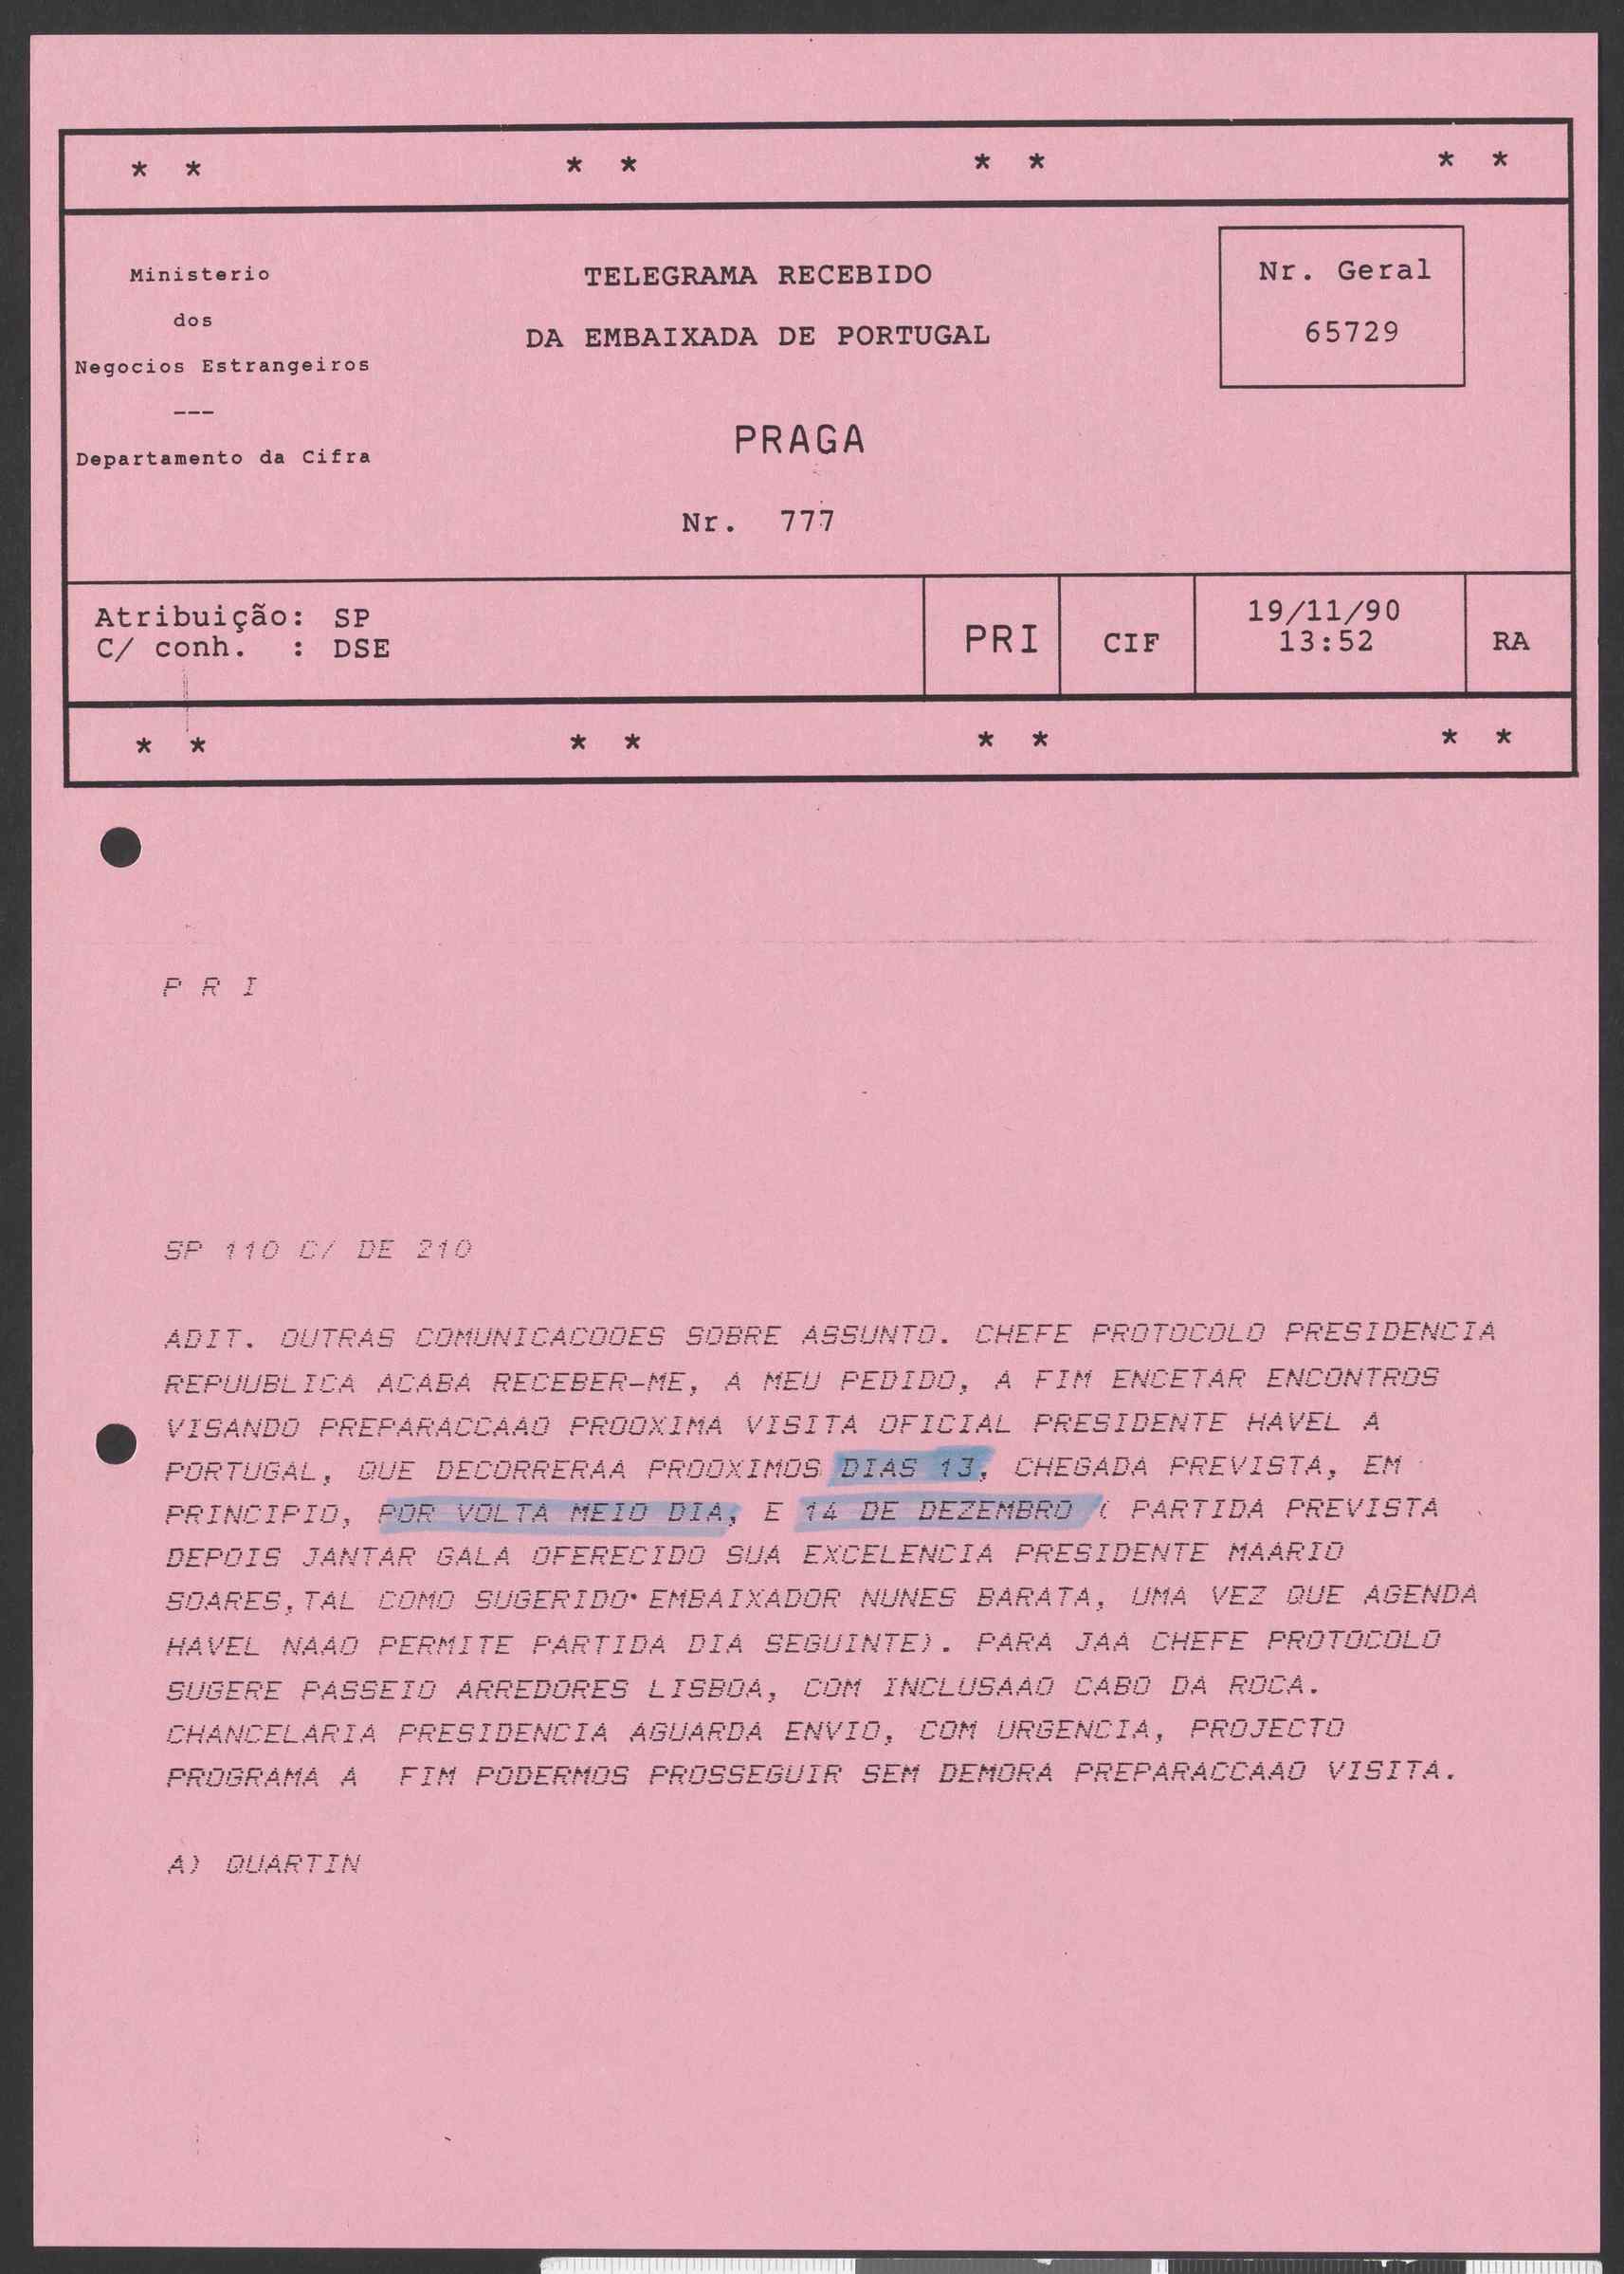 * * * * * * * *
Ministerio
dos
Negocios Estrangeiros
---
Departamento da Cifra
TELEGRAMA RECEBIDO
DA EMBAIXADA DE PORTUGAL
PRAGA
Nr. 777
Nr. Geral
65729
Atribuição: SP
C/ conh. : DSE
PRI
CIF
19/11/90
13:52
RA
* * * * * * * *
P R I
SP 110 C/ DE 210
ADIT. OUTRAS COMUNICACOOES SOBRE ASSUNTO. CHEFE PROTOCOLO PRESIDENCIA
REPUUBLICA ACABA RECEBER-ME, A MEU PEDIDO, A FIM ENCETAR ENCONTROS
VISANDO PREPARACCAAO PROOXIMA VISITA OFICIAL PRESIDENTE HAVEL A
PORTUGAL, QUE DECORRERAA PROOXIMOS DIAS 13, CHEGADA PREVISTA, EM
PRINCIPIO, POR VOLTA MEIO DIA, E 14 DE DEZEMBRO ( PARTIDA PREVISTA
DEPOIS JANTAR GALA OFERECIDO SUA EXCELENCIA PRESIDENTE MAARIO
SOARES,TAL COMO SUGERIDO EMBAIXADOR NUNES BARATA, UMA VEZ QUE AGENDA
HAVEL NAAO PERMITE PARTIDA DIA SEGUINTE). PARA JAA CHEFE PROTOCOLO
SUGERE PASSEIO ARREDORES LISBOA, COM INCLUSAAO CABO DA ROCA.
CHANCELARIA PRESIDENCIA AGUARDA ENVIO, COM URGENCIA, PROJECTO
PROGRAMA A FIM PODERMOS PROSSEGUIR SEM DEMORA PREPARACCAAO VISITA.
A) QUARTIN